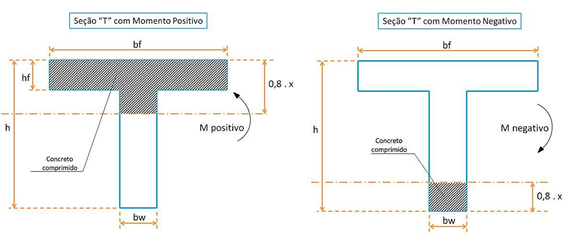 Seção "T" com Momento Positivo
bf
hf
0,8 . x
h
M positivo
Concreto
comprimido
bw
Seção "T" com Momento Negativo
bf
h
M negativo
Concreto
comprimido
0,8 . x
bw